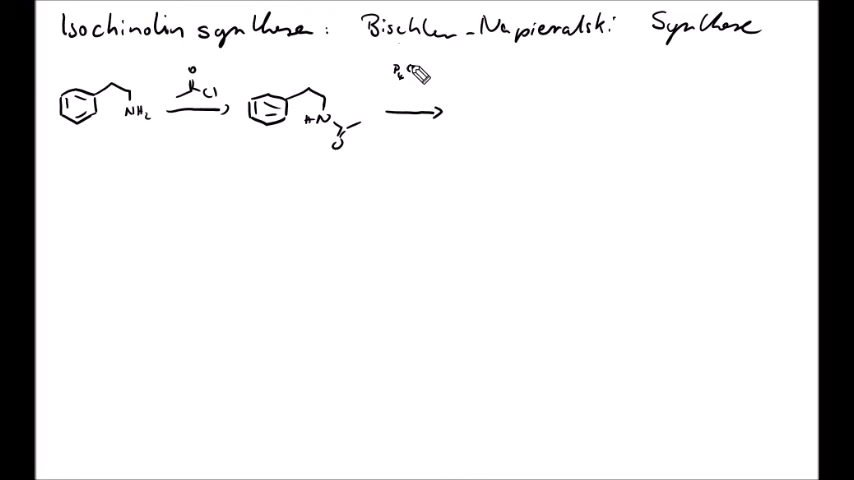 Isochinolin synthese : Bischler-Napieralski Synthese
O
Cl
NH2
HN
O